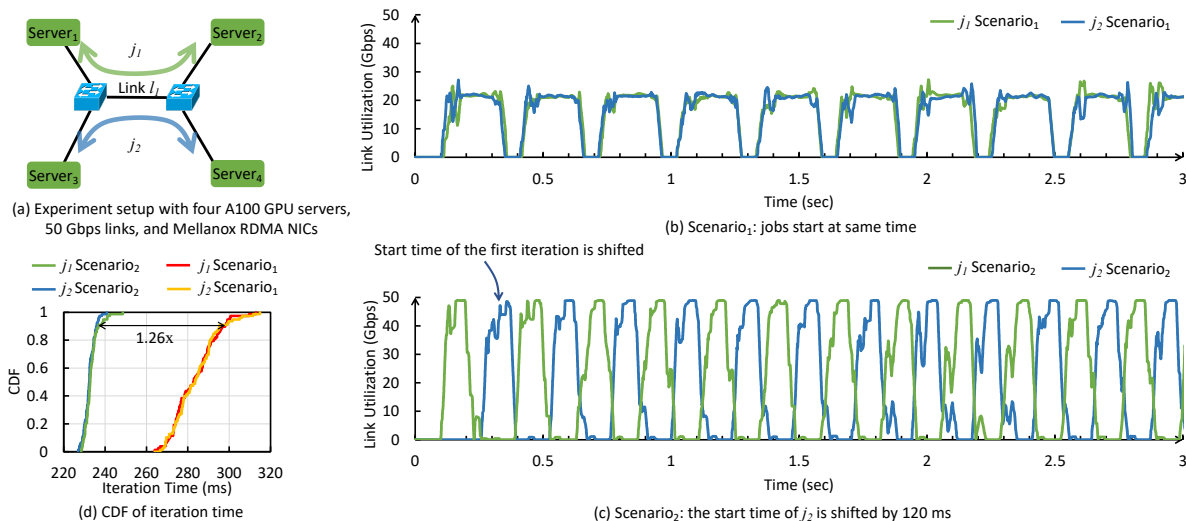 Server1
Server2
j1
Link l1
j2
Server3
Server4
(a) Experiment setup with four A100 GPU servers,
50 Gbps links, and Mellanox RDMA NICs
j1 Scenario1
j2 Scenario1
Link Utilization (Gbps)
50
40
30
20
10
0
0 0.5 1 1.5 2 2.5 3
Time (sec)
(b) Scenario1: jobs start at same time
Start time of the first iteration is shifted
j1 Scenario2
j2 Scenario2
Link Utilization (Gbps)
50
40
30
20
10
0
0 0.5 1 1.5 2 2.5 3
Time (sec)
(c) Scenario2: the start time of j2 is shifted by 120 ms
j1 Scenario2 j1 Scenario1
j2 Scenario2 j2 Scenario1
CDF
1
0.8
0.6
0.4
0.2
0
1.26x
220 240 260 280 300 320
Iteration Time (ms)
(d) CDF of iteration time